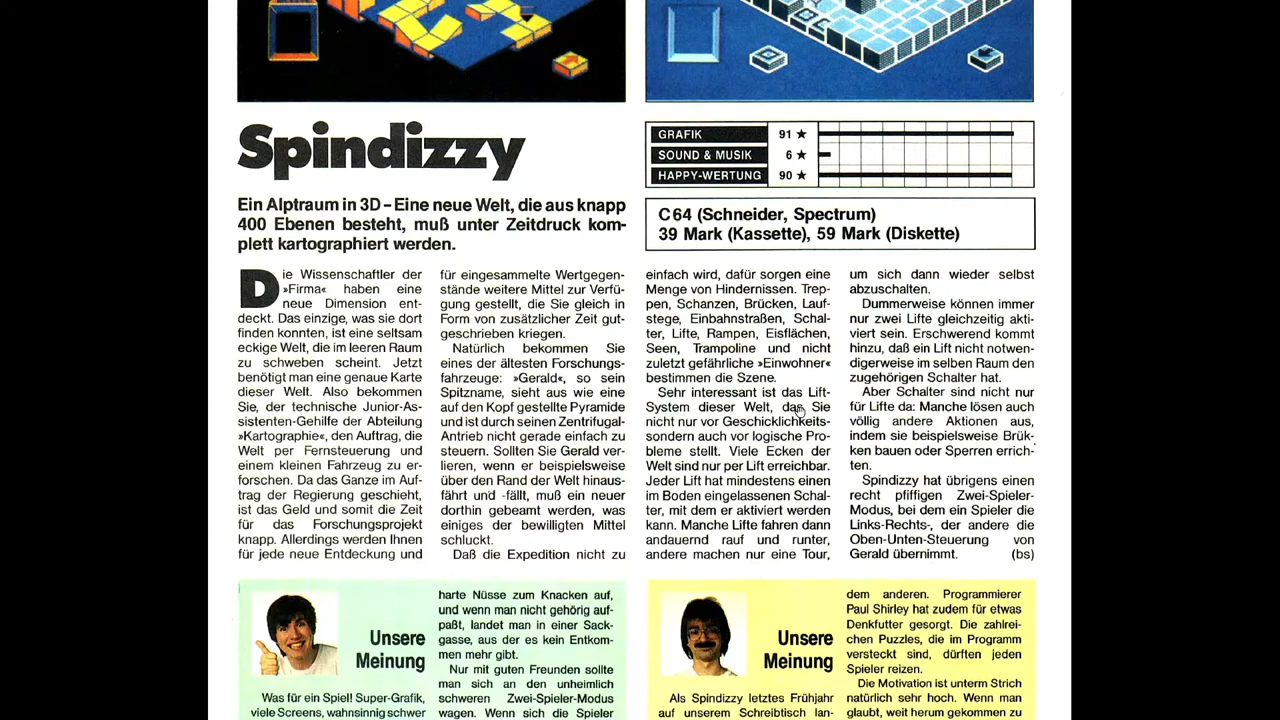 Spindizzy
Ein Alptraum in 3D – Eine neue Welt, die aus knapp
400 Ebenen besteht, muß unter Zeitdruck kom-
plett kartographiert werden.
GRAFIK 91 ★
SOUND & MUSIK 6 ★
HAPPY-WERTUNG 90 ★
C 64 (Schneider, Spectrum)
39 Mark (Kassette), 59 Mark (Diskette)
Die Wissenschaftler der
»Firma« haben eine
neue Dimension ent-
deckt. Das einzige, was sie dort
finden konnten, ist eine seltsam
eckige Welt, die im leeren Raum
zu schweben scheint. Jetzt
benötigt man eine genaue Karte
dieser Welt. Also bekommen
Sie, der technische Junior-As-
sistenten-Gehilfe der Abteilung
»Kartographie«, den Auftrag, die
Welt per Fernsteuerung und
einem kleinen Fahrzeug zu er-
forschen. Da das Ganze im Auf-
trag der Regierung geschieht,
ist das Geld und somit die Zeit
für das Forschungsprojekt
knapp. Allerdings werden Ihnen
für jede neue Entdeckung und
für eingesammelte Wertgegen-
stände weitere Mittel zur Verfü-
gung gestellt, die Sie gleich in
Form von zusätzlicher Zeit gut-
geschrieben kriegen.
Natürlich bekommen Sie
eines der ältesten Forschungs-
fahrzeuge: »Gerald«, so sein
Spitzname, sieht aus wie eine
auf den Kopf gestellte Pyramide
und ist durch seinen Zentrifugal-
Antrieb nicht gerade einfach zu
steuern. Sollten Sie Gerald ver-
lieren, wenn er beispielsweise
über den Rand der Welt hinaus-
fährt und -fällt, muß ein neuer
dorthin gebeamt werden, was
einiges der bewilligten Mittel
schluckt.
Daß die Expedition nicht zu
einfach wird, dafür sorgen eine
Menge von Hindernissen. Trep-
pen, Schanzen, Brücken, Lauf-
stege, Einbahnstraßen, Schal-
ter, Lifte, Rampen, Eisflächen,
Seen, Trampoline und nicht
zuletzt gefährliche »Einwohner«
bestimmen die Szene.
Sehr interessant ist das Lift-
System dieser Welt, das Sie
nicht nur vor Geschicklichkeits-
sondern auch vor logische Pro-
bleme stellt. Viele Ecken der
Welt sind nur per Lift erreichbar.
Jeder Lift hat mindestens einen
im Boden eingelassenen Schal-
ter, mit dem er aktiviert werden
kann. Manche Lifte fahren dann
andauernd rauf und runter,
andere machen nur eine Tour,
um sich dann wieder selbst
abzuschalten.
Dummerweise können immer
nur zwei Lifte gleichzeitig akti-
viert sein. Erschwerend kommt
hinzu, daß ein Lift nicht notwen-
digerweise im selben Raum den
zugehörigen Schalter hat.
Aber Schalter sind nicht nur
für Lifte da: Manche lösen auch
völlig andere Aktionen aus,
indem sie beispielsweise Brük-
ken bauen oder Sperren errich-
ten.
Spindizzy hat übrigens einen
recht pfiffigen Zwei-Spieler-
Modus, bei dem ein Spieler die
Links-Rechts-, der andere die
Oben-Unten-Steuerung von
Gerald übernimmt. (bs)
Unsere
Meinung
Was für ein Spiel! Super-Grafik,
viele Screens, wahnsinnig schwer
harte Nüsse zum Knacken auf,
und wenn man nicht gehörig auf-
paßt, landet man in einer Sack-
gasse, aus der es kein Entkom-
men mehr gibt.
Nur mit guten Freunden sollte
man sich an den unheimlich
schweren Zwei-Spieler-Modus
wagen. Wenn sich die Spieler
Unsere
Meinung
Als Spindizzy letztes Frühjahr
auf unserem Schreibtisch lan-
dem anderen. Programmierer
Paul Shirley hat zudem für etwas
Denkfutter gesorgt. Die zahlrei-
chen Puzzles, die im Programm
versteckt sind, dürften jeden
Spieler reizen.
Die Motivation ist unterm Strich
natürlich sehr hoch. Wenn man
glaubt, weit herum gekommen zu